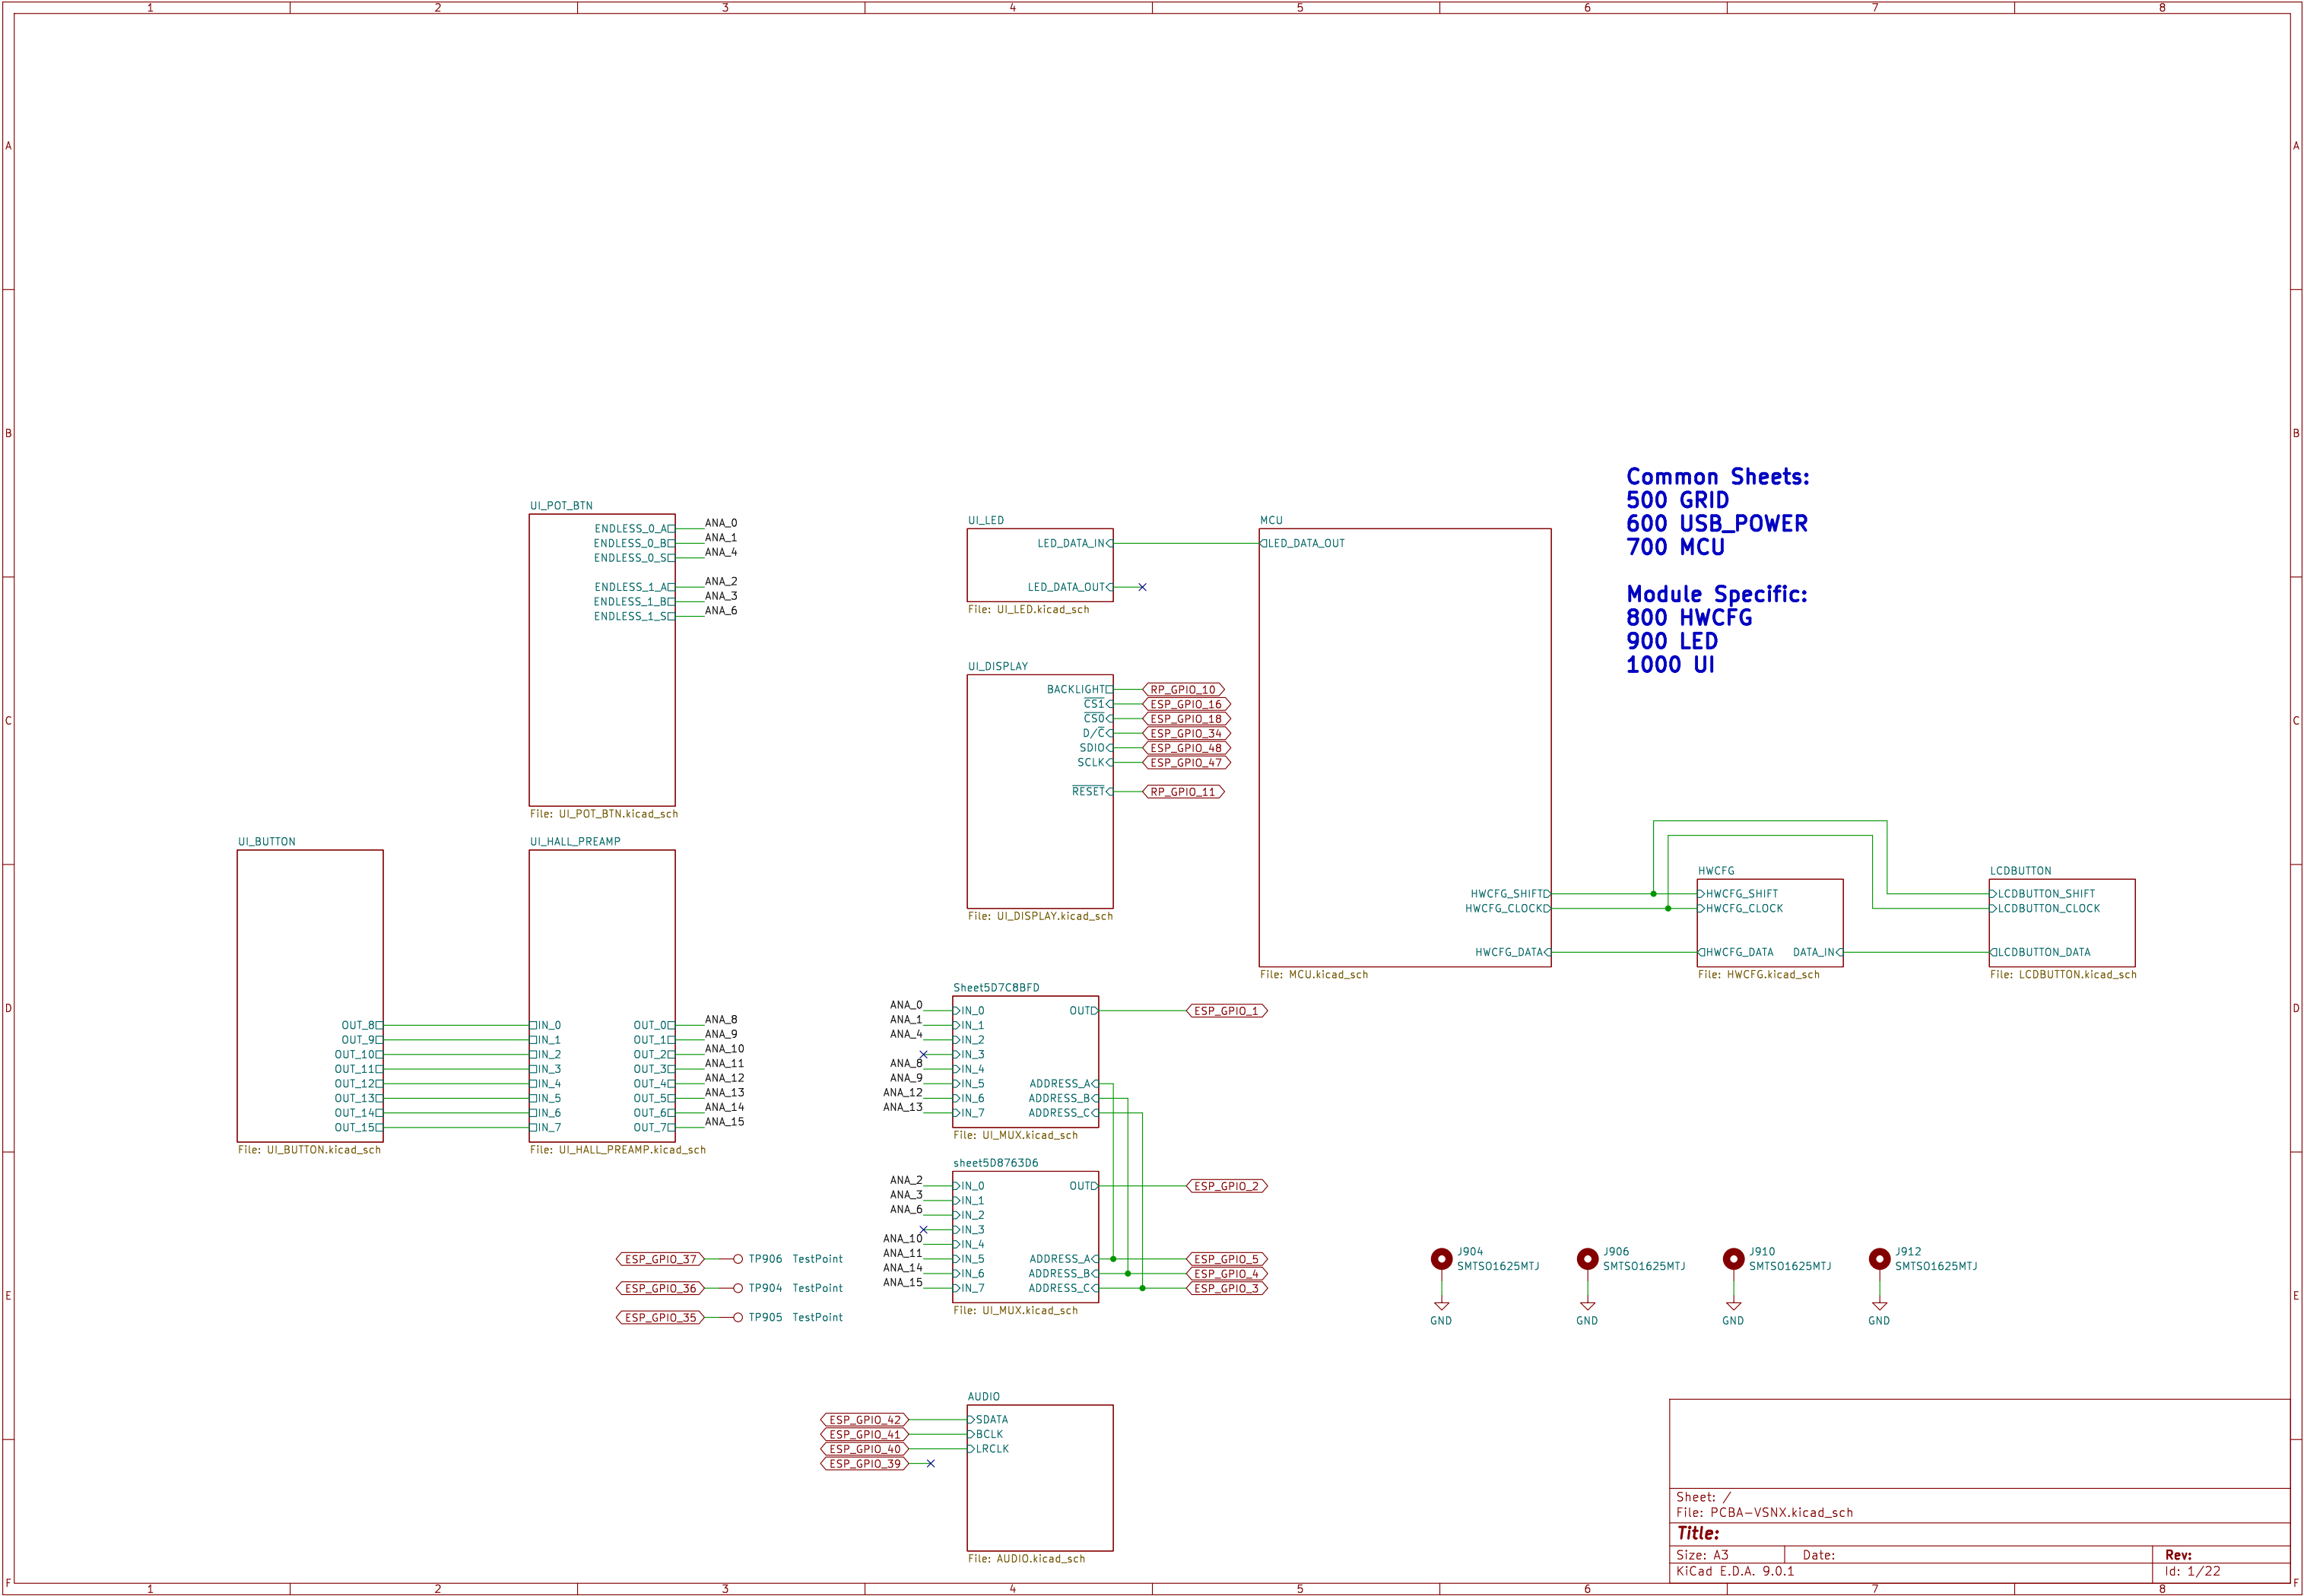 1 2 3 4 5 6 7 8
A A
B B
C C
D D
E E
F F
Common Sheets:
500 GRID
600 USB_POWER
700 MCU
Module Specific:
800 HWCFG
900 LED
1000 UI
UI_POT_BTN
ENDLESS_0_A ANA_0
ENDLESS_0_B ANA_1
ENDLESS_0_S ANA_4
ENDLESS_1_A ANA_2
ENDLESS_1_B ANA_3
ENDLESS_1_S ANA_6
File: UI_POT_BTN.kicad_sch
UI_LED
LED_DATA_IN
LED_DATA_OUT
File: UI_LED.kicad_sch
UI_DISPLAY
BACKLIGHT RP_GPIO_10
CS1 ESP_GPIO_16
CS0 ESP_GPIO_18
D/C ESP_GPIO_34
SDIO ESP_GPIO_48
SCLK ESP_GPIO_47
RESET RP_GPIO_11
File: UI_DISPLAY.kicad_sch
MCU
LED_DATA_OUT
HWCFG_SHIFT
HWCFG_CLOCK
HWCFG_DATA
File: MCU.kicad_sch
HWCFG
HWCFG_SHIFT
HWCFG_CLOCK
HWCFG_DATA DATA_IN
File: HWCFG.kicad_sch
LCDBUTTON
LCDBUTTON_SHIFT
LCDBUTTON_CLOCK
LCDBUTTON_DATA
File: LCDBUTTON.kicad_sch
UI_BUTTON
OUT_8
OUT_9
OUT_10
OUT_11
OUT_12
OUT_13
OUT_14
OUT_15
File: UI_BUTTON.kicad_sch
UI_HALL_PREAMP
IN_0 OUT_0 ANA_8
IN_1 OUT_1 ANA_9
IN_2 OUT_2 ANA_10
IN_3 OUT_3 ANA_11
IN_4 OUT_4 ANA_12
IN_5 OUT_5 ANA_13
IN_6 OUT_6 ANA_14
IN_7 OUT_7 ANA_15
File: UI_HALL_PREAMP.kicad_sch
Sheet5D7C8BFD
ANA_0 IN_0 OUT ESP_GPIO_1
ANA_1 IN_1
ANA_4 IN_2
IN_3
ANA_8 IN_4
ANA_9 IN_5 ADDRESS_A
ANA_12 IN_6 ADDRESS_B
ANA_13 IN_7 ADDRESS_C
File: UI_MUX.kicad_sch
sheet5D8763D6
ANA_2 IN_0 OUT ESP_GPIO_2
ANA_3 IN_1
ANA_6 IN_2
IN_3
ANA_10 IN_4
ANA_11 IN_5 ADDRESS_A ESP_GPIO_5
ANA_14 IN_6 ADDRESS_B ESP_GPIO_4
ANA_15 IN_7 ADDRESS_C ESP_GPIO_3
File: UI_MUX.kicad_sch
ESP_GPIO_37 TP906 TestPoint
ESP_GPIO_36 TP904 TestPoint
ESP_GPIO_35 TP905 TestPoint
J904
SMTSO1625MTJ
GND
J906
SMTSO1625MTJ
GND
J910
SMTSO1625MTJ
GND
J912
SMTSO1625MTJ
GND
AUDIO
ESP_GPIO_42 SDATA
ESP_GPIO_41 BCLK
ESP_GPIO_40 LRCLK
ESP_GPIO_39
File: AUDIO.kicad_sch
Sheet: /
File: PCBA-VSNX.kicad_sch
Title:
Size: A3 Date: Rev:
KiCad E.D.A. 9.0.1 Id: 1/22
1 2 3 4 5 6 7 8